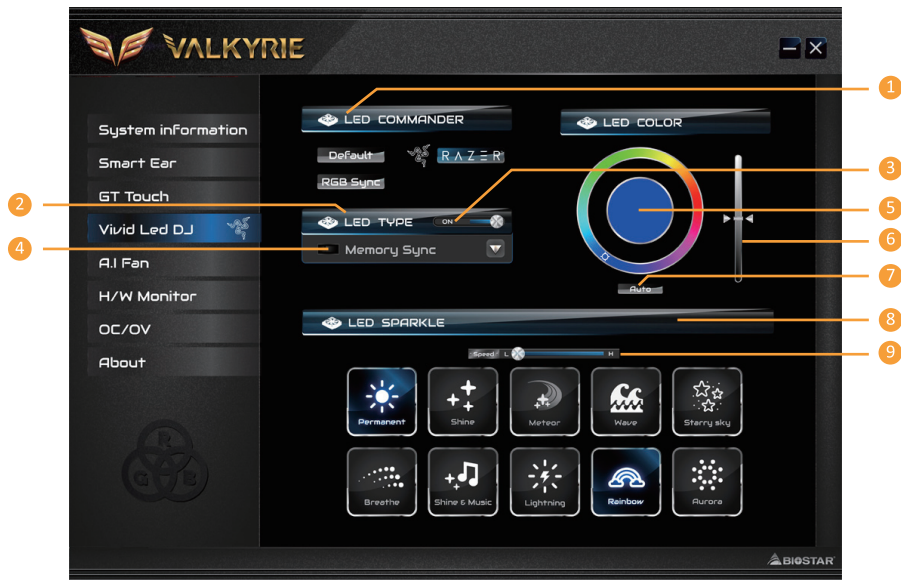 VALKYRIE
1
LED COMMANDER
LED COLOR
System information
Default
RAZER
Smart Ear
3
RGB Sync
GT Touch
2
LED TYPE ON
5
Vivid Led DJ
6
4
Memory Sync
A.I Fan
7
Auto
H/W Monitor
LED SPARKLE
8
OC/OV
Speed L H
9
About
Permanent
Shine
Meteor
Wave
Starry sky
R
G B
Breathe
Shine & Music
Lightning
Rainbow
Aurora
BIOSTAR